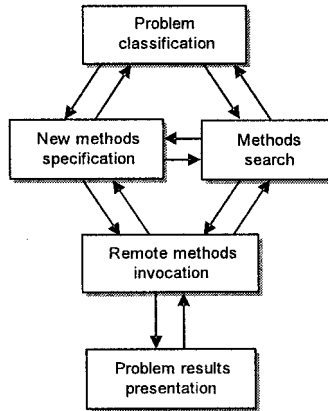 Problem
classification
New methods
specification
Methods
search
Remote methods
invocation
Problem results
presentation